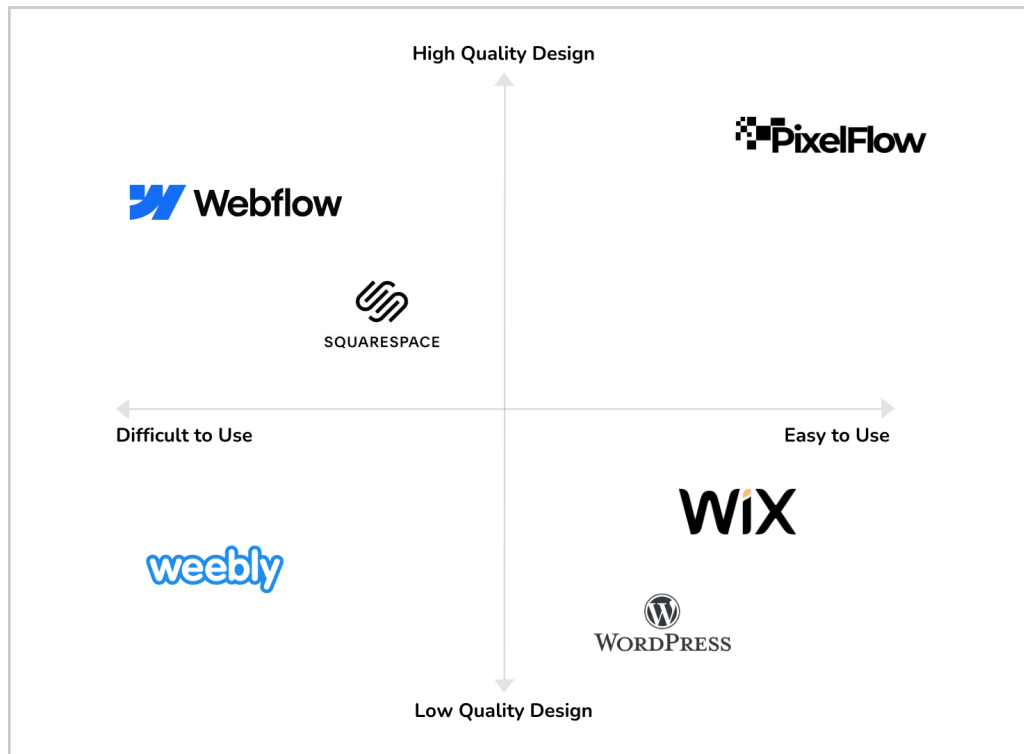 High Quality Design
PixelFlow
Webflow
SQUARESPACE
Difficult to Use
Easy to Use
WiX
weebly
WORDPRESS
Low Quality Design